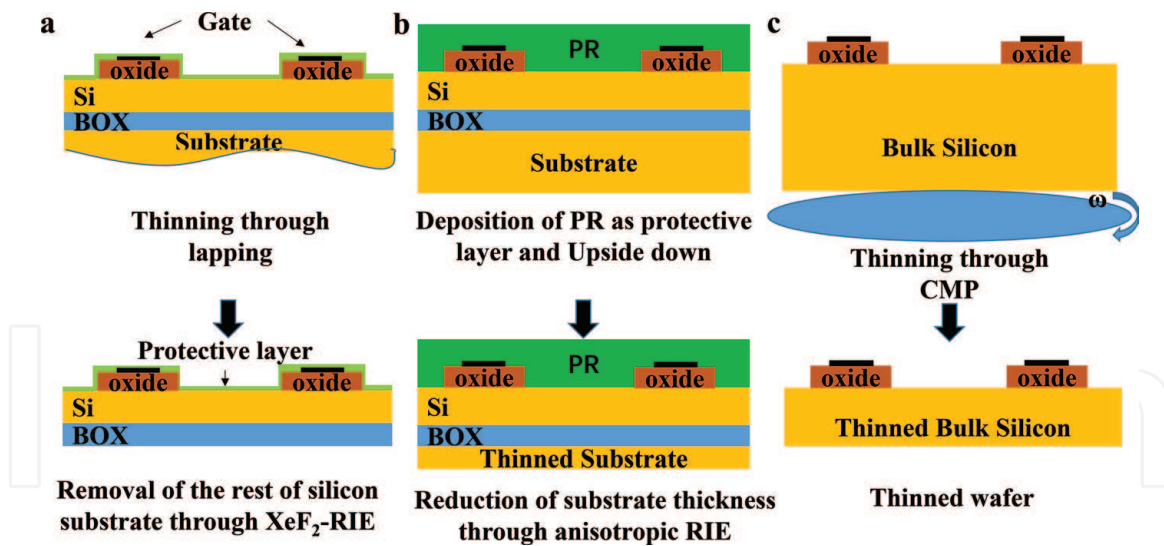 a
Gate
oxide
oxide
Si
BOX
Substrate
Thinning through
lapping
Protective layer
oxide
oxide
Si
BOX
Removal of the rest of silicon
substrate through XeF₂-RIE
b
PR
oxide
oxide
Si
BOX
Substrate
Deposition of PR as protective
layer and Upside down
PR
oxide
oxide
Si
BOX
Thinned Substrate
Reduction of substrate thickness
through anisotropic RIE
c
oxide
oxide
Bulk Silicon
ω
Thinning through
CMP
oxide
oxide
Thinned Bulk Silicon
Thinned wafer